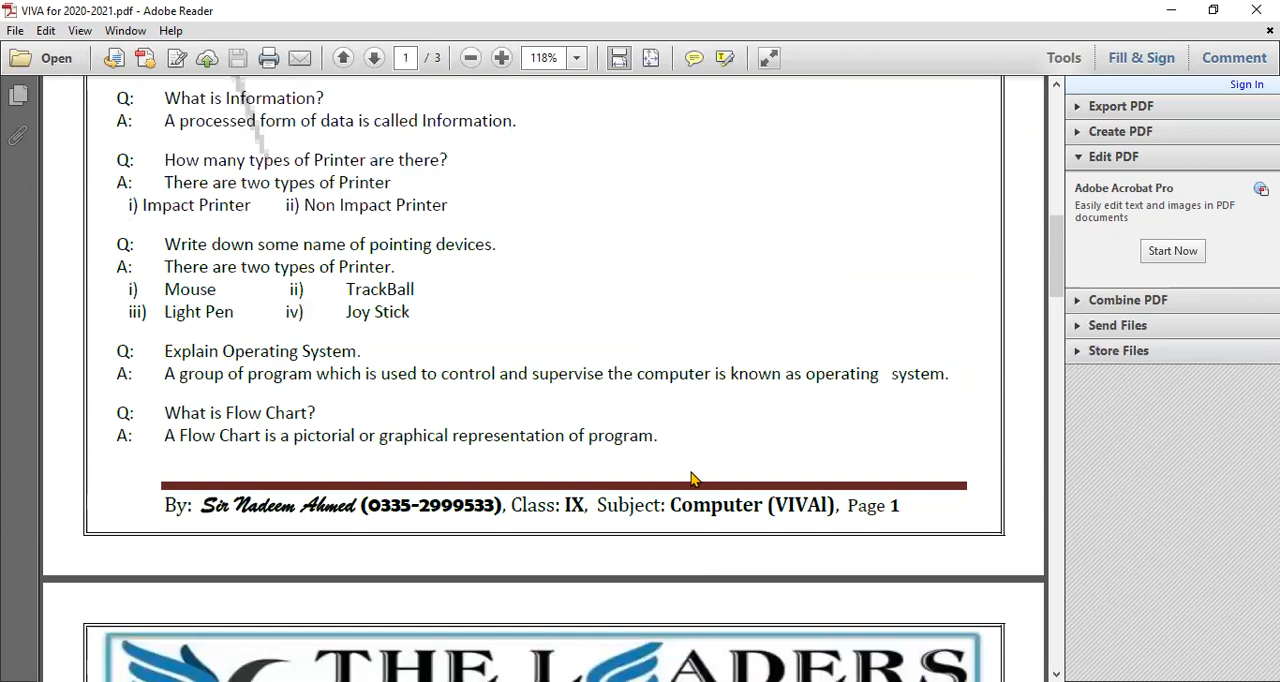 VIVA for 2020-2021.pdf - Adobe Reader
File Edit View Window Help
Open 1 / 3 118% Tools Fill & Sign Comment
Sign In
Export PDF
Create PDF
Edit PDF
Adobe Acrobat Pro
Easily edit text and images in PDF
documents
Start Now
Combine PDF
Send Files
Store Files
Q: What is Information?
A: A processed form of data is called Information.
Q: How many types of Printer are there?
A: There are two types of Printer
i) Impact Printer ii) Non Impact Printer
Q: Write down some name of pointing devices.
A: There are two types of Printer.
i) Mouse ii) TrackBall
iii) Light Pen iv) Joy Stick
Q: Explain Operating System.
A: A group of program which is used to control and supervise the computer is known as operating system.
Q: What is Flow Chart?
A: A Flow Chart is a pictorial or graphical representation of program.
By: Sir Nadeem Ahmed (0335-2999533), Class: IX, Subject: Computer (VIVAl), Page 1
THE LEADERS